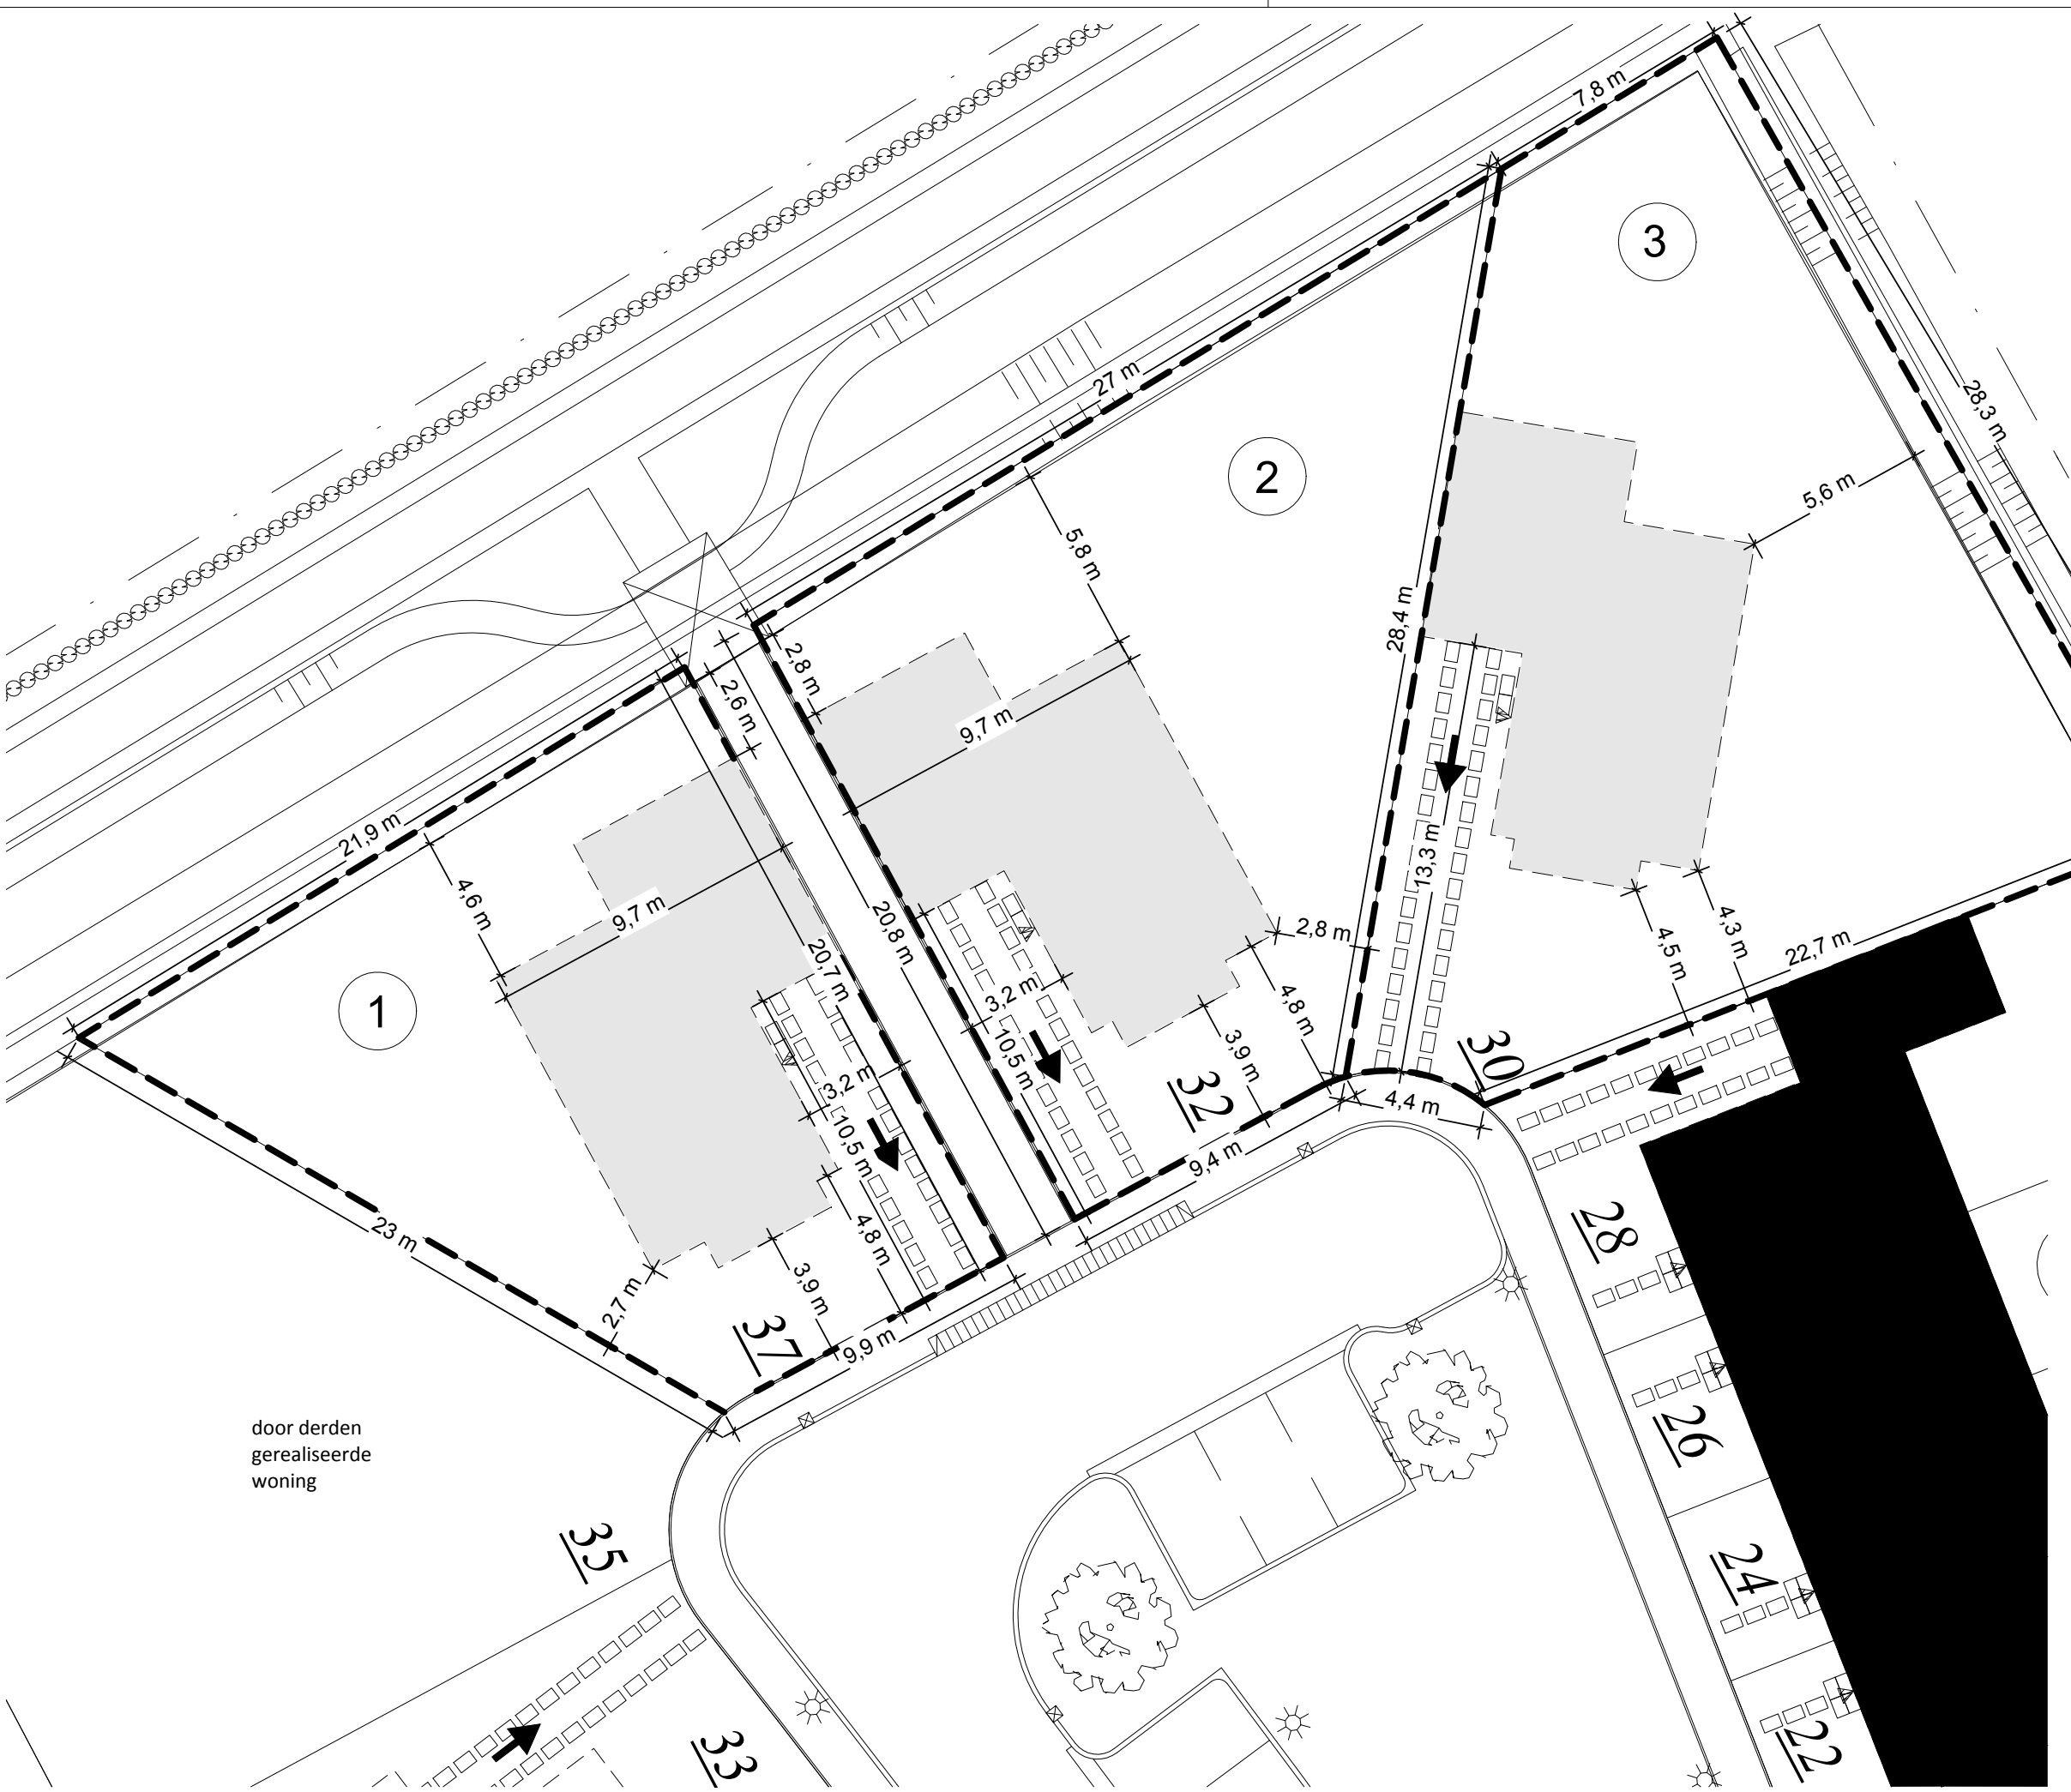 7,8 m
3
27 m
28,3 m
2
5,8 m
5,6 m
28,4 m
2,8 m
2,6 m
9,7 m
21,9 m
13,3 m
4,6 m
9,7 m
20,8 m
2,8 m
4,3 m
4,5 m
22,7 m
20,7 m
1
3,2 m
4,8 m
3,2 m
10,5 m
3,9 m
30
32
4,4 m
10,5 m
9,4 m
23 m
4,8 m
28
3,9 m
2,7 m
37
9,9 m
door derden
gerealiseerde
woning
26
35
24
33
22